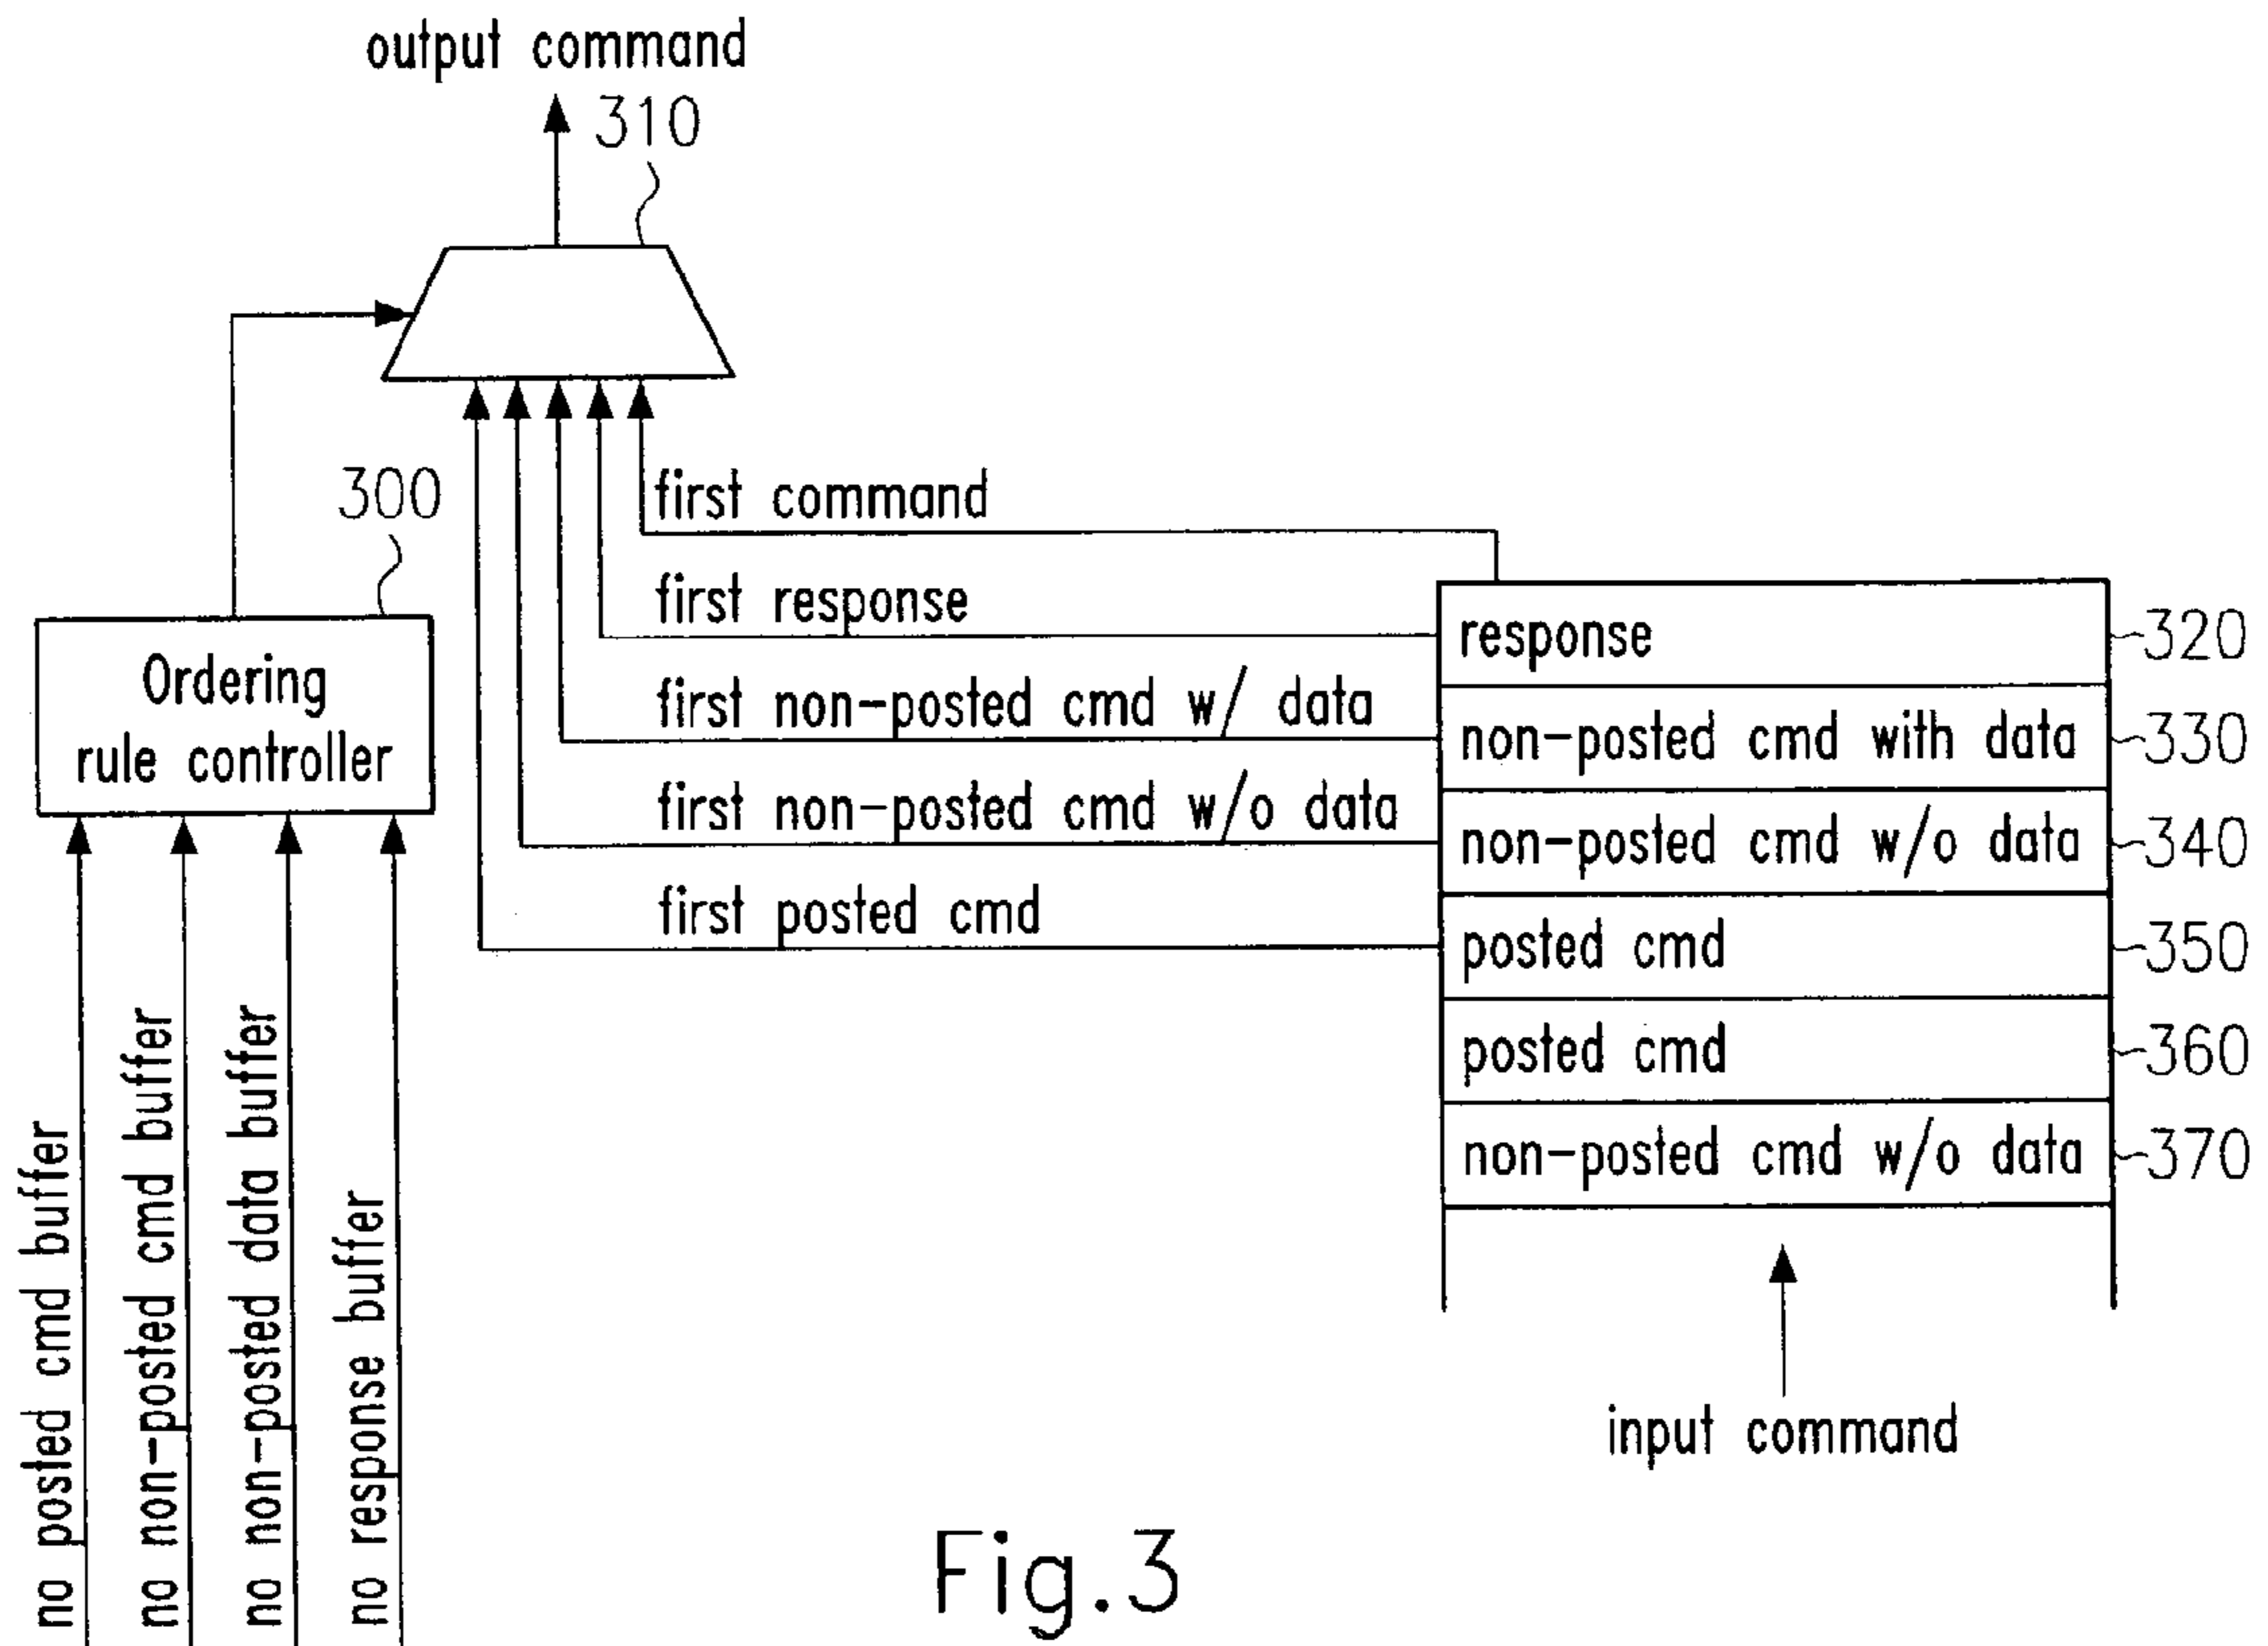 output command
310
300
first command
first response
response
320
Ordering
rule controller
first non-posted cmd w/ data
non-posted cmd with data
330
first non-posted cmd w/o data
non-posted cmd w/o data
340
first posted cmd
posted cmd
350
posted cmd
360
non-posted cmd w/o data
370
no posted cmd buffer
no non-posted cmd buffer
no non-posted data buffer
no response buffer
input command
Fig.3